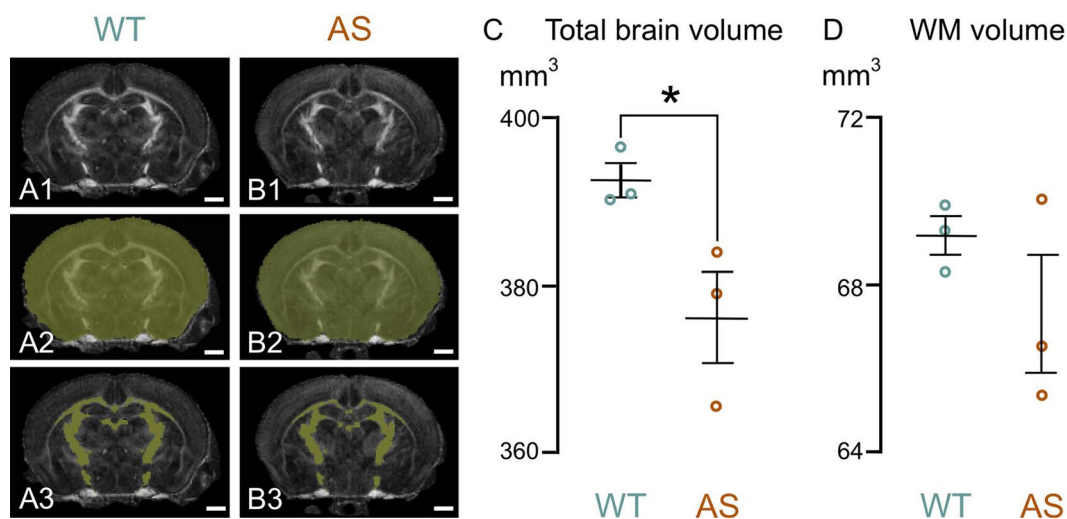 WT AS C Total brain volume D WM volume
mm³ mm³
* 
400 72
A1 B1
380 68
A2 B2
360 64
A3 B3
WT AS WT AS